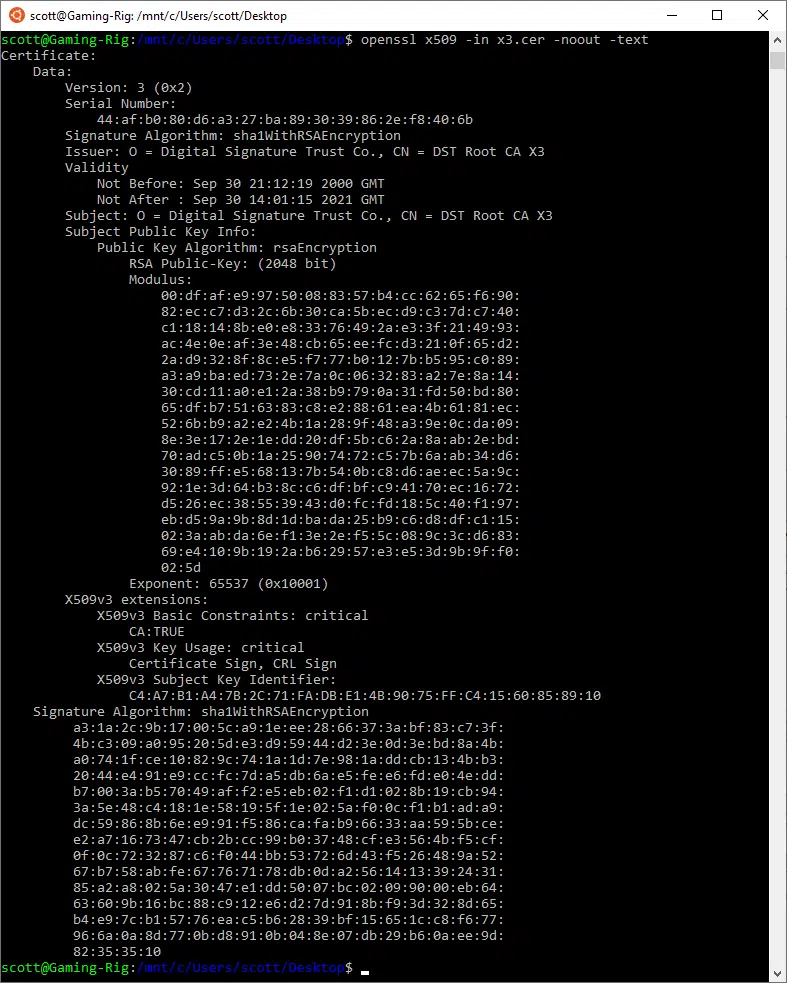 scott@Gaming-Rig: /mnt/c/Users/scott/Desktop
scott@Gaming-Rig:/mnt/c/Users/scott/Desktop$ openssl x509 -in x3.cer -noout -text
Certificate:
    Data:
        Version: 3 (0x2)
        Serial Number:
            44:af:b0:80:d6:a3:27:ba:89:30:39:86:2e:f8:40:6b
        Signature Algorithm: sha1WithRSAEncryption
        Issuer: O = Digital Signature Trust Co., CN = DST Root CA X3
        Validity
            Not Before: Sep 30 21:12:19 2000 GMT
            Not After : Sep 30 14:01:15 2021 GMT
        Subject: O = Digital Signature Trust Co., CN = DST Root CA X3
        Subject Public Key Info:
            Public Key Algorithm: rsaEncryption
                RSA Public-Key: (2048 bit)
                Modulus:
                    00:df:af:e9:97:50:08:83:57:b4:cc:62:65:f6:90:
                    82:ec:c7:d3:2c:6b:30:ca:5b:ec:d9:c3:7d:c7:40:
                    c1:18:14:8b:e0:e8:33:76:49:2a:e3:3f:21:49:93:
                    ac:4e:0e:af:3e:48:cb:65:ee:fc:d3:21:0f:65:d2:
                    2a:d9:32:8f:8c:e5:f7:77:b0:12:7b:b5:95:c0:89:
                    a3:a9:ba:ed:73:2e:7a:0c:06:32:83:a2:7e:8a:14:
                    30:cd:11:a0:e1:2a:38:b9:79:0a:31:fd:50:bd:80:
                    65:df:b7:51:63:83:c8:e2:88:61:ea:4b:61:81:ec:
                    52:6b:b9:a2:e2:4b:1a:28:9f:48:a3:9e:0c:da:09:
                    8e:3e:17:2e:1e:dd:20:df:5b:c6:2a:8a:ab:2e:bd:
                    70:ad:c5:0b:1a:25:90:74:72:c5:7b:6a:ab:34:d6:
                    30:89:ff:e5:68:13:7b:54:0b:c8:d6:ae:ec:5a:9c:
                    92:1e:3d:64:b3:8c:c6:df:bf:c9:41:70:ec:16:72:
                    d5:26:ec:38:55:39:43:d0:fc:fd:18:5c:40:f1:97:
                    eb:d5:9a:9b:8d:1d:ba:da:25:b9:c6:d8:df:c1:15:
                    02:3a:ab:da:6e:f1:3e:2e:f5:5c:08:9c:3c:d6:83:
                    69:e4:10:9b:19:2a:b6:29:57:e3:e5:3d:9b:9f:f0:
                    02:5d
                Exponent: 65537 (0x10001)
        X509v3 extensions:
            X509v3 Basic Constraints: critical
                CA:TRUE
            X509v3 Key Usage: critical
                Certificate Sign, CRL Sign
            X509v3 Subject Key Identifier:
                C4:A7:B1:A4:7B:2C:71:FA:DB:E1:4B:90:75:FF:C4:15:60:85:89:10
    Signature Algorithm: sha1WithRSAEncryption
         a3:1a:2c:9b:17:00:5c:a9:1e:ee:28:66:37:3a:bf:83:c7:3f:
         4b:c3:09:a0:95:20:5d:e3:d9:59:44:d2:3e:0d:3e:bd:8a:4b:
         a0:74:1f:ce:10:82:9c:74:1a:1d:7e:98:1a:dd:cb:13:4b:b3:
         20:44:e4:91:e9:cc:fc:7d:a5:db:6a:e5:fe:e6:fd:e0:4e:dd:
         b7:00:3a:b5:70:49:af:f2:e5:eb:02:f1:d1:02:8b:19:cb:94:
         3a:5e:48:c4:18:1e:58:19:5f:1e:02:5a:f0:0c:f1:b1:ad:a9:
         dc:59:86:8b:6e:e9:91:f5:86:ca:fa:b9:66:33:aa:59:5b:ce:
         e2:a7:16:73:47:cb:2b:cc:99:b0:37:48:cf:e3:56:4b:f5:cf:
         0f:0c:72:32:87:c6:f0:44:bb:53:72:6d:43:f5:26:48:9a:52:
         67:b7:58:ab:fe:67:76:71:78:db:0d:a2:56:14:13:39:24:31:
         85:a2:a8:02:5a:30:47:e1:dd:50:07:bc:02:09:90:00:eb:64:
         63:60:9b:16:bc:88:c9:12:e6:d2:7d:91:8b:f9:3d:32:8d:65:
         b4:e9:7c:b1:57:76:ea:c5:b6:28:39:bf:15:65:1c:c8:f6:77:
         96:6a:0a:8d:77:0b:d8:91:0b:04:8e:07:db:29:b6:0a:ee:9d:
         82:35:35:10
scott@Gaming-Rig:/mnt/c/Users/scott/Desktop$